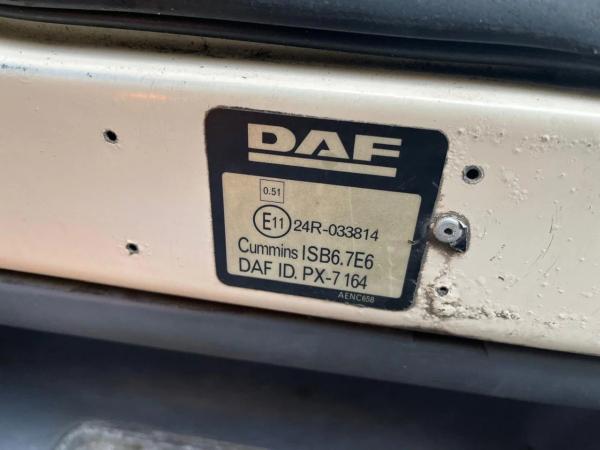 DAF
0.51
E11 24R-033814
Cummins ISB6.7E6
DAF ID. PX-7 164
AENC658